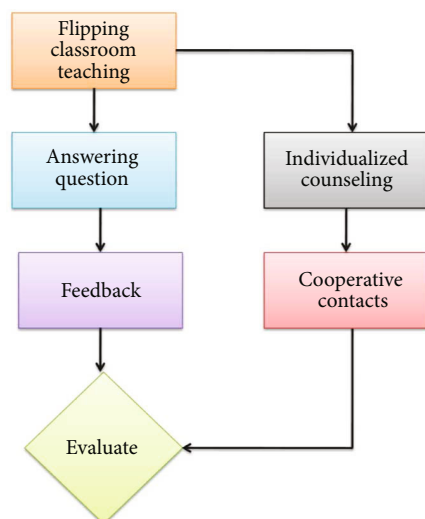 Flipping
classroom
teaching
Answering
question
Individualized
counseling
Feedback
Cooperative
contacts
Evaluate